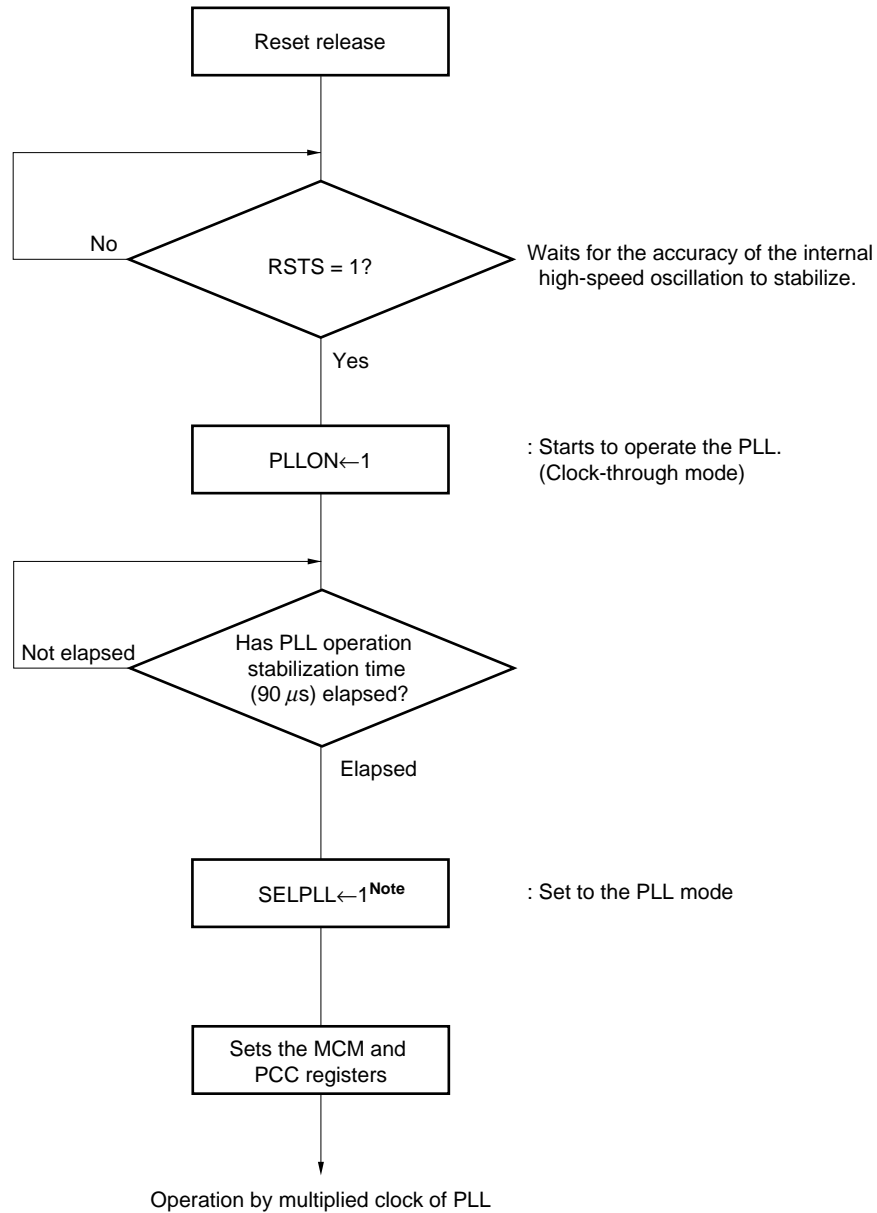 Reset release
No
RSTS = 1?
Waits for the accuracy of the internal
high-speed oscillation to stabilize.
Yes
PLLON←1
: Starts to operate the PLL.
(Clock-through mode)
Not elapsed
Has PLL operation
stabilization time
(90 μs) elapsed?
Elapsed
SELPLL←1Note
: Set to the PLL mode
Sets the MCM and
PCC registers
Operation by multiplied clock of PLL